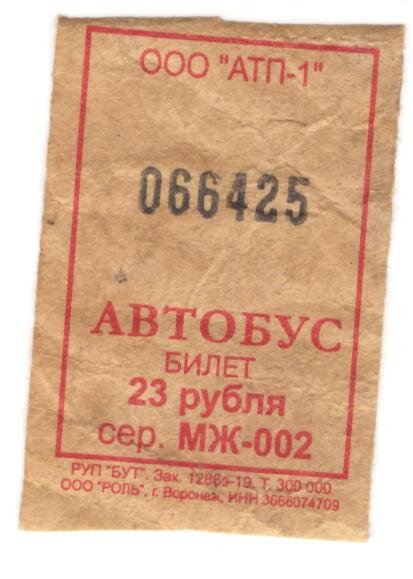 ООО "АТП-1"
066425
АВТОБУС
БИЛЕТ
23 рубля
сер. МЖ-002
РУП "БУТ". Зак. 1286э-19. Т. 300 000
ООО "РОЛЬ", г. Воронеж, ИНН 3666074709